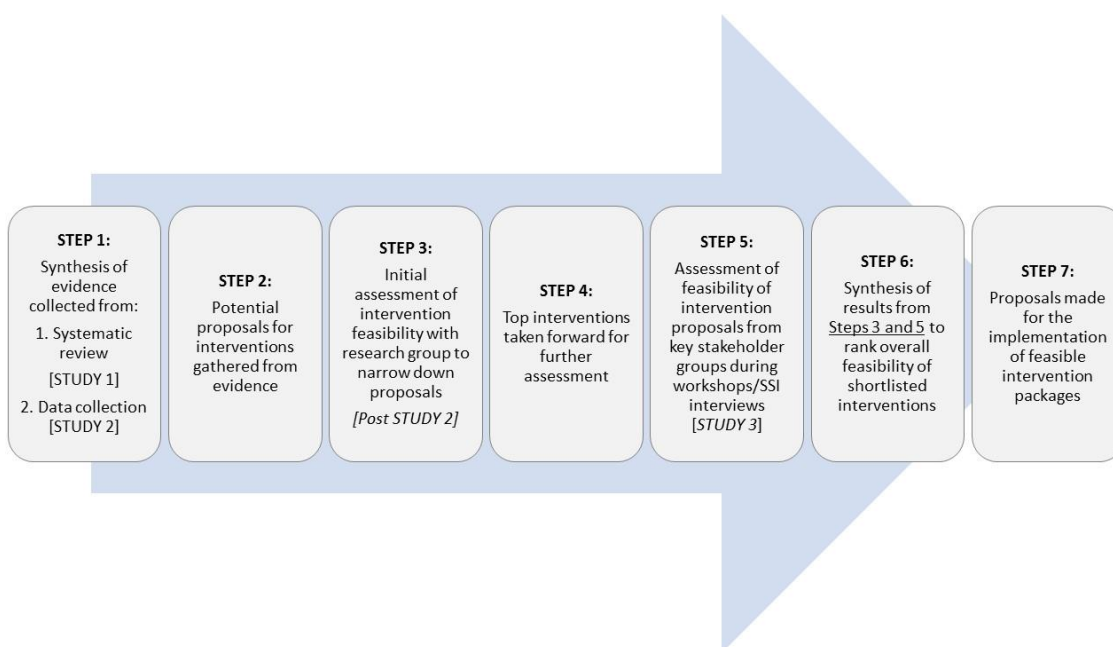 STEP 1:
Synthesis of
evidence
collected from:
1. Systematic
review
[STUDY 1]
2. Data collection
[STUDY 2]
STEP 2:
Potential
proposals for
interventions
gathered from
evidence
STEP 3:
Initial
assessment of
intervention
feasibility with
research group to
narrow down
proposals
[Post STUDY 2]
STEP 4:
Top interventions
taken forward for
further
assessment
STEP 5:
Assessment of
feasibility of
intervention
proposals from
key stakeholder
groups during
workshops/SSI
interviews
[STUDY 3]
STEP 6:
Synthesis of
results from
Steps 3 and 5 to
rank overall
feasibility of
shortlisted
interventions
STEP 7:
Proposals made
for the
implementation
of feasible
intervention
packages